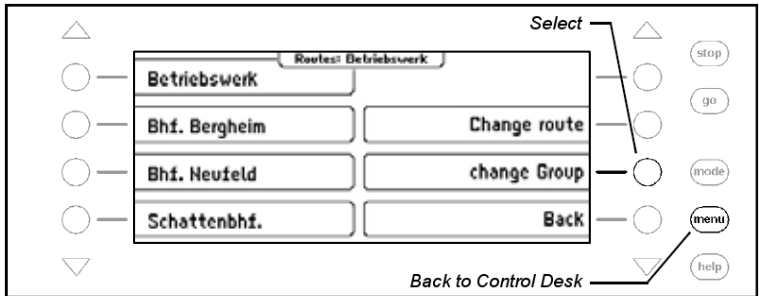 Select
stop
Routes: Betriebswerk
Betriebswerk
go
Bhf. Bergheim
Change route
Bhf. Neufeld
change Group
mode
Schattenbhf.
Back
menu
help
Back to Control Desk